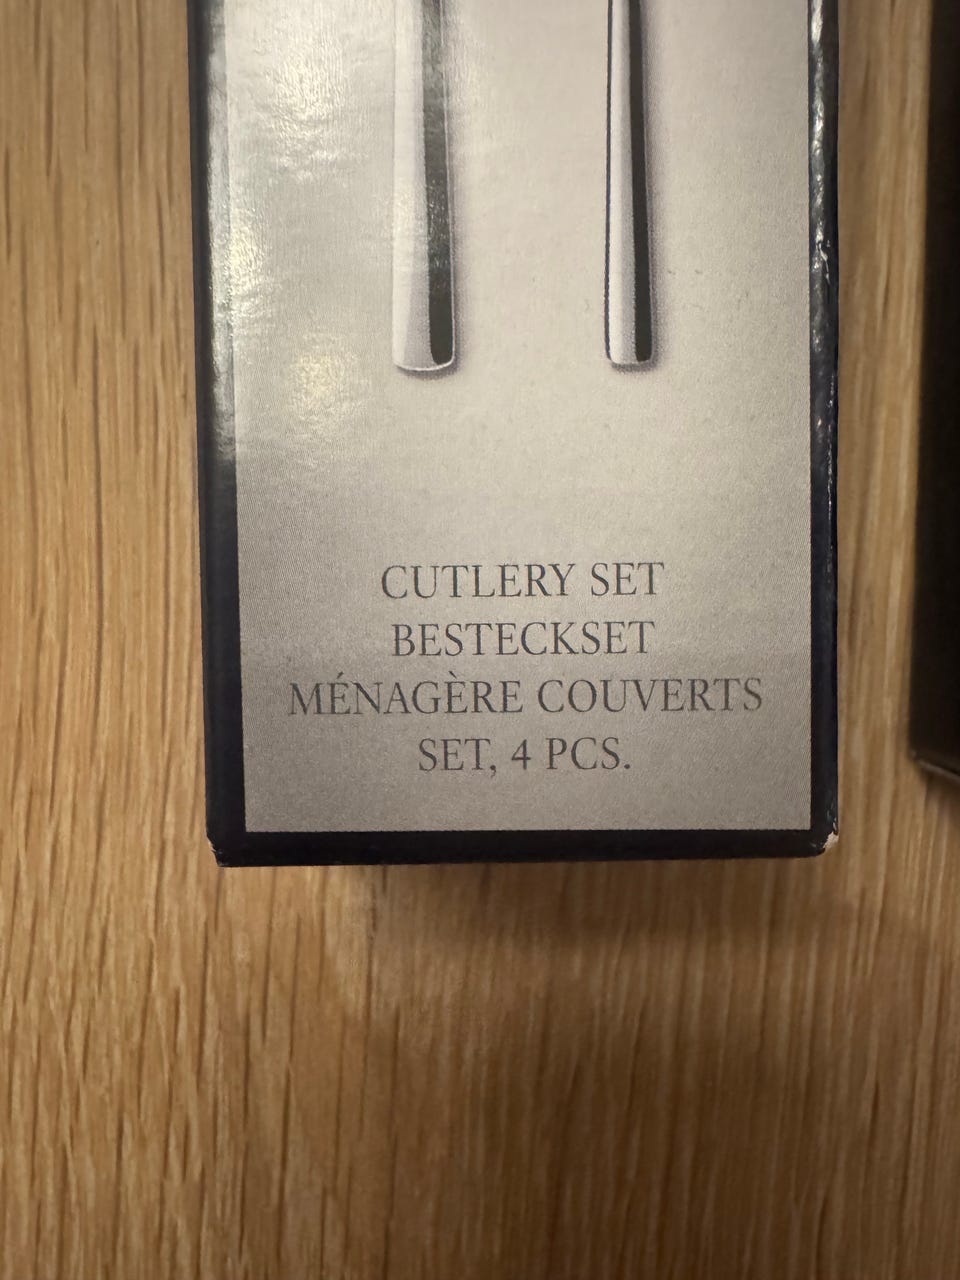 CUTLERY SET
BESTECKSET
MÉNAGÈRE COUVERTS
SET, 4 PCS.